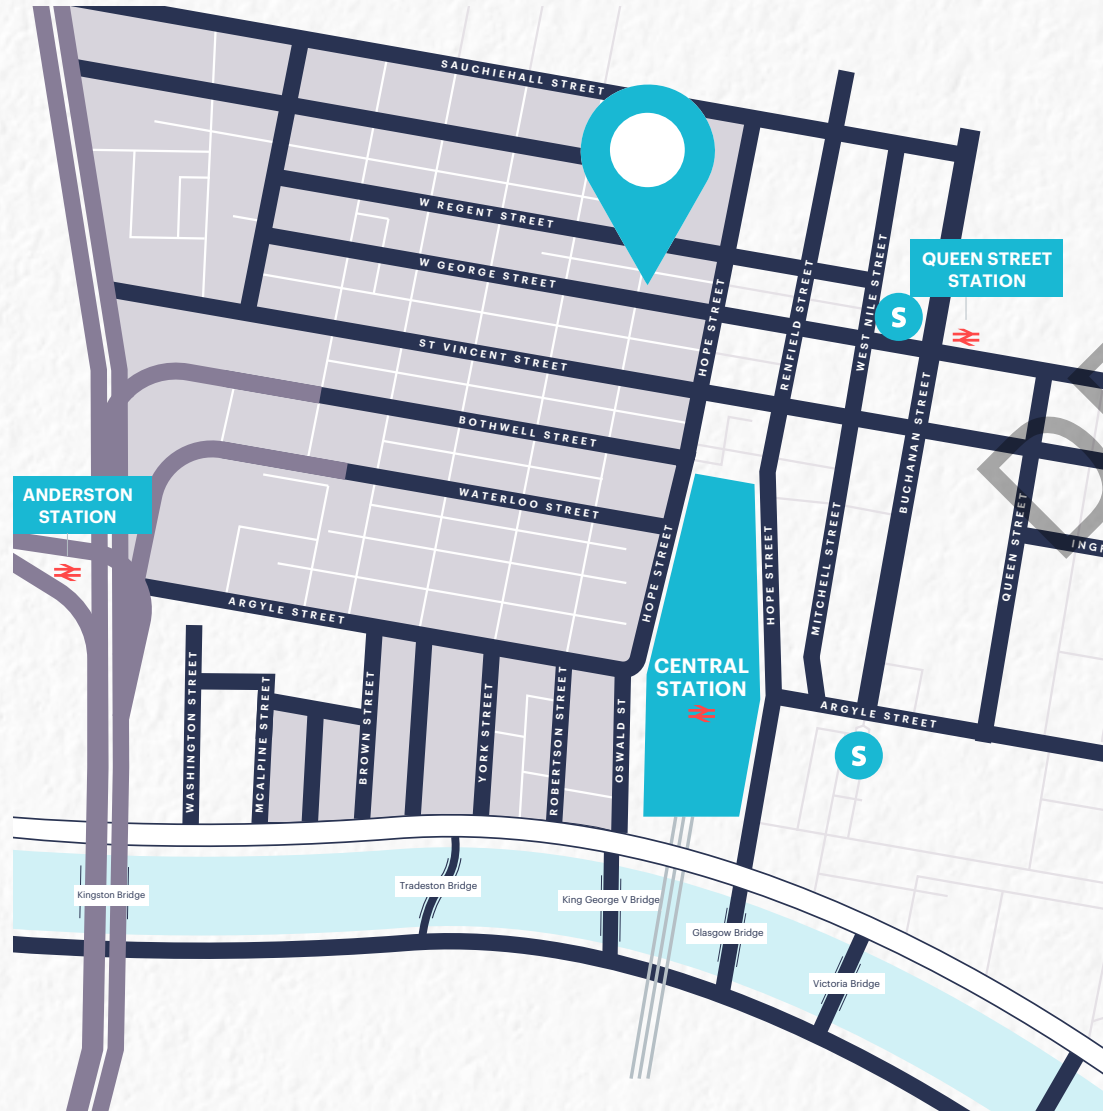 SAUCHIEHALL STREET
W REGENT STREET
W GEORGE STREET
QUEEN STREET
STATION
S
HOPE STREET
RENFIELD STREET
WEST NILE STREET
ST VINCENT STREET
BOTHWELL STREET
BUCHANAN STREET
WATERLOO STREET
ANDERSTON
STATION
HOPE STREET
HOPE STREET
MITCHELL STREET
QUEEN STREET
INGR
ARGYLE STREET
CENTRAL
STATION
ARGYLE STREET
S
WASHINGTON STREET
MCALPINE STREET
BROWN STREET
YORK STREET
ROBERTSON STREET
OSWALD ST
Kingston Bridge
Tradeston Bridge
King George V Bridge
Glasgow Bridge
Victoria Bridge